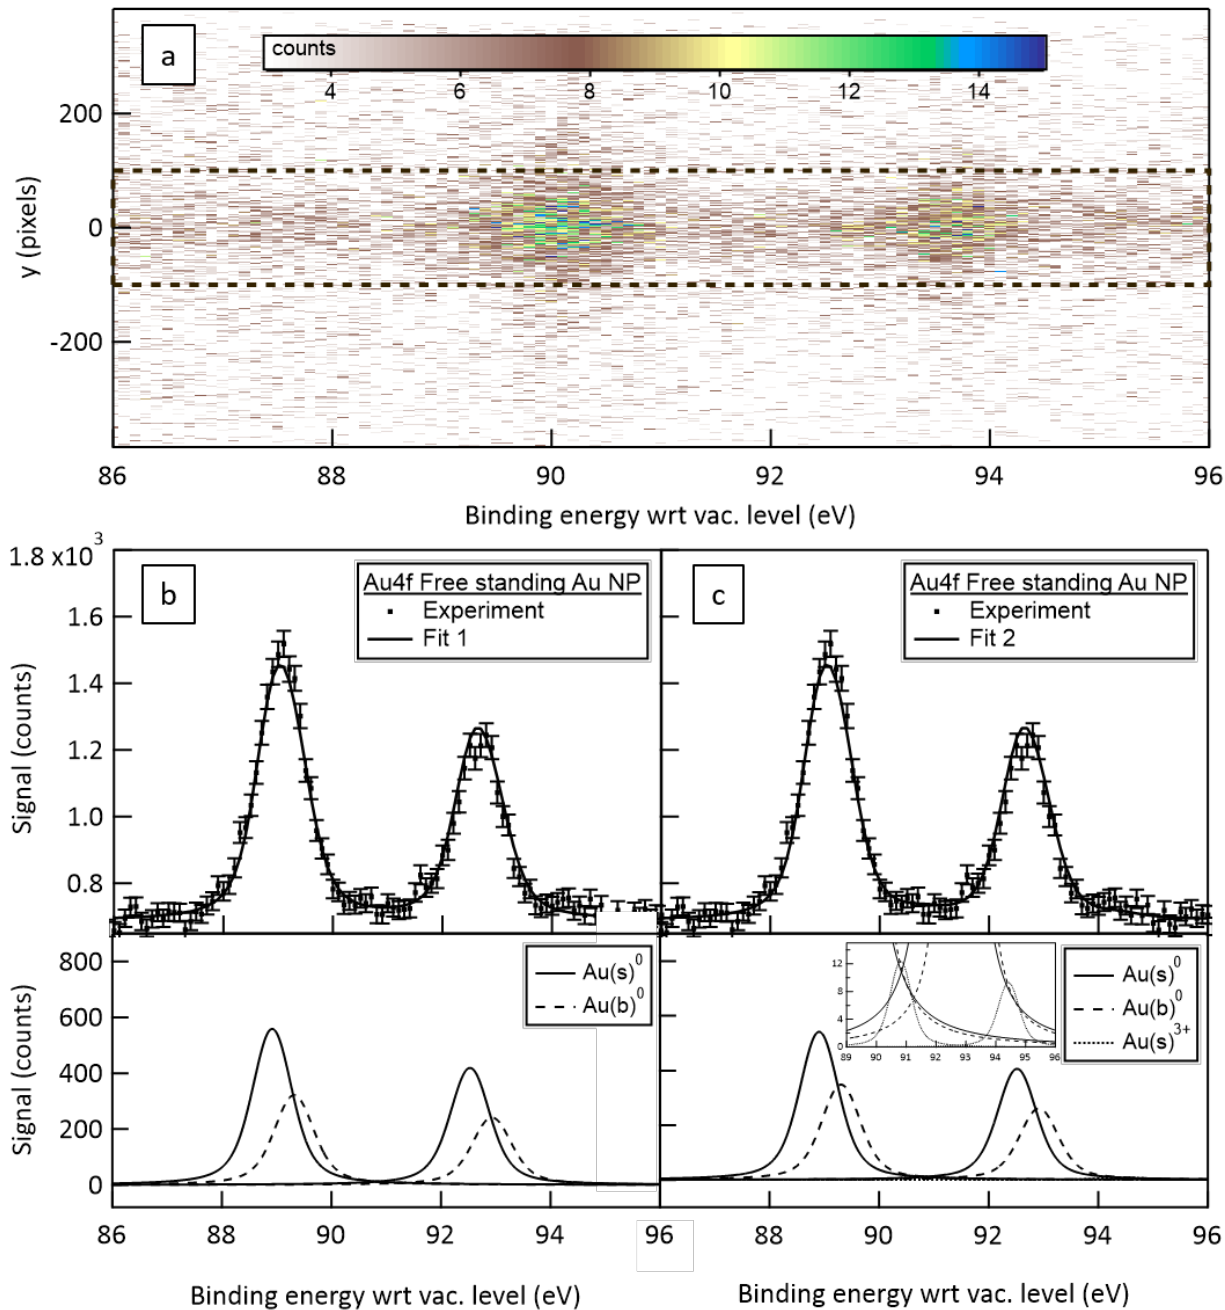 a
counts
4 6 8 10 12 14
200
0
-200
y (pixels)
86 88 90 92 94 96
Binding energy wrt vac. level (eV)
1.8 x10³
1.6
1.4
1.2
1.0
0.8
Signal (counts)
b
Au4f Free standing Au NP
Experiment
Fit 1
c
Au4f Free standing Au NP
Experiment
Fit 2
800
600
400
200
0
Signal (counts)
Au(s)⁰
Au(b)⁰
12
8
4
0
89 90 91 92 93 94 95 96
Au(s)⁰
Au(b)⁰
Au(s)³⁺
86 88 90 92 94 96 88 90 92 94 96
Binding energy wrt vac. level (eV)
Binding energy wrt vac. level (eV)